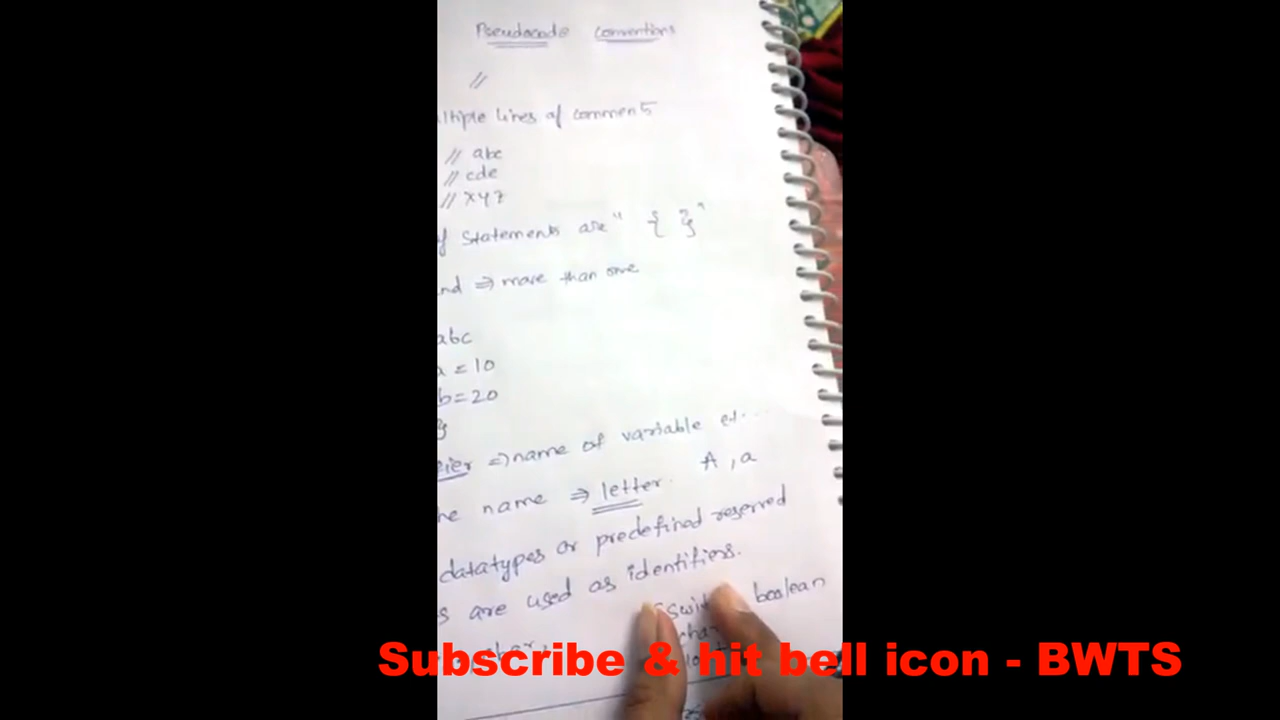 Pseudocode Conventions
//
ltiple lines of comments
// abc
// cde
// xyz
f statements are " { } "
nd ⇒ more than one
abc
a = 10
b = 20
}
ier ⇒ name of variable et...
he name ⇒ letter. A, a
datatypes or predefined reserved
s are used as identifiers.
boolean
Subscribe & hit bell icon - BWTS